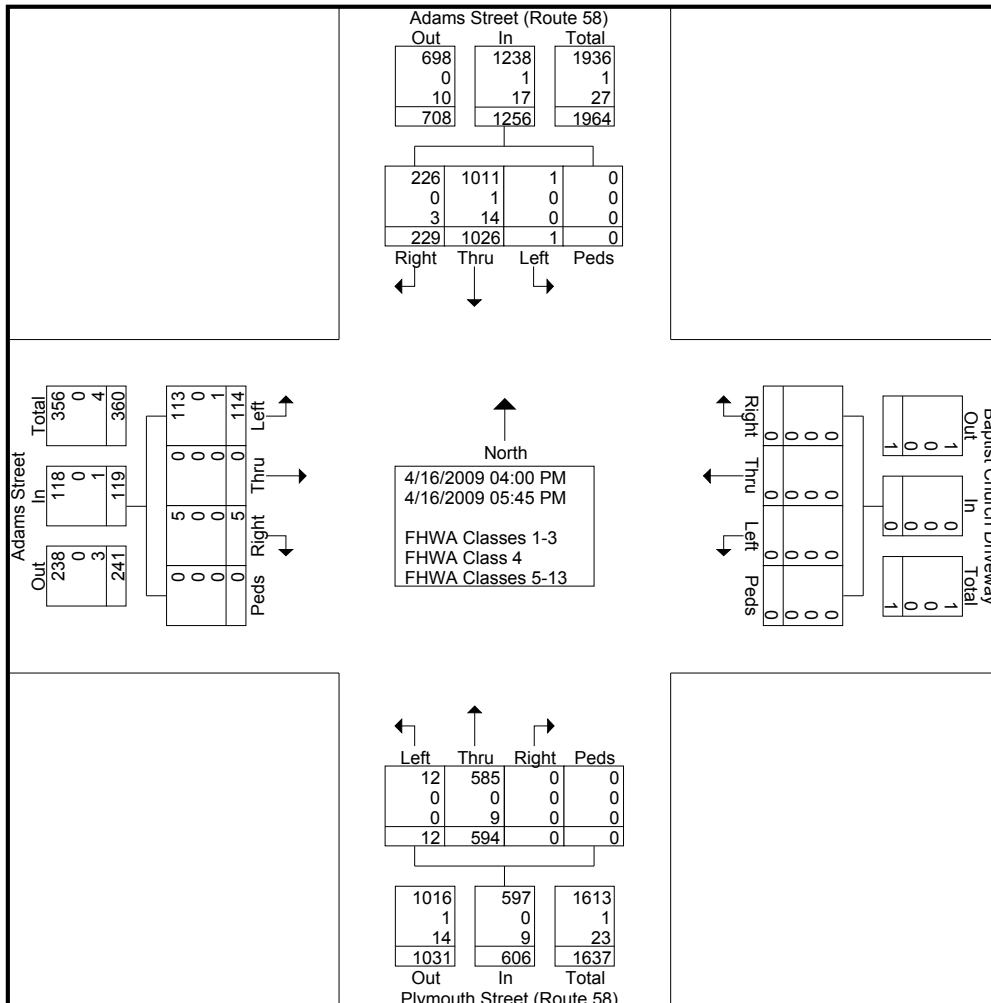 Adams Street (Route 58)
Out In Total
698 1238 1936
0 1 1
10 17 27
708 1256 1964
226 1011 1 0
0 1 0 0
3 14 0 0
229 1026 1 0
Right Thru Left Peds
Adams Street
Total In Out
356 118 238
0 0 0
4 1 3
360 119 241
113 0 5 0
0 0 0 0
1 0 0 0
114 0 5 0
Left Thru Right Peds
North
4/16/2009 04:00 PM
4/16/2009 05:45 PM
FHWA Classes 1-3
FHWA Class 4
FHWA Classes 5-13
Right Thru Left Peds
0 0 0 0
0 0 0 0
0 0 0 0
0 0 0 0
Baptist Church Driveway
Out In Total
1 0 1
0 0 0
0 0 0
1 0 1
Left Thru Right Peds
12 585 0 0
0 0 0 0
0 9 0 0
12 594 0 0
1016 597 1613
1 0 1
14 9 23
1031 606 1637
Out In Total
Plymouth Street (Route 58)